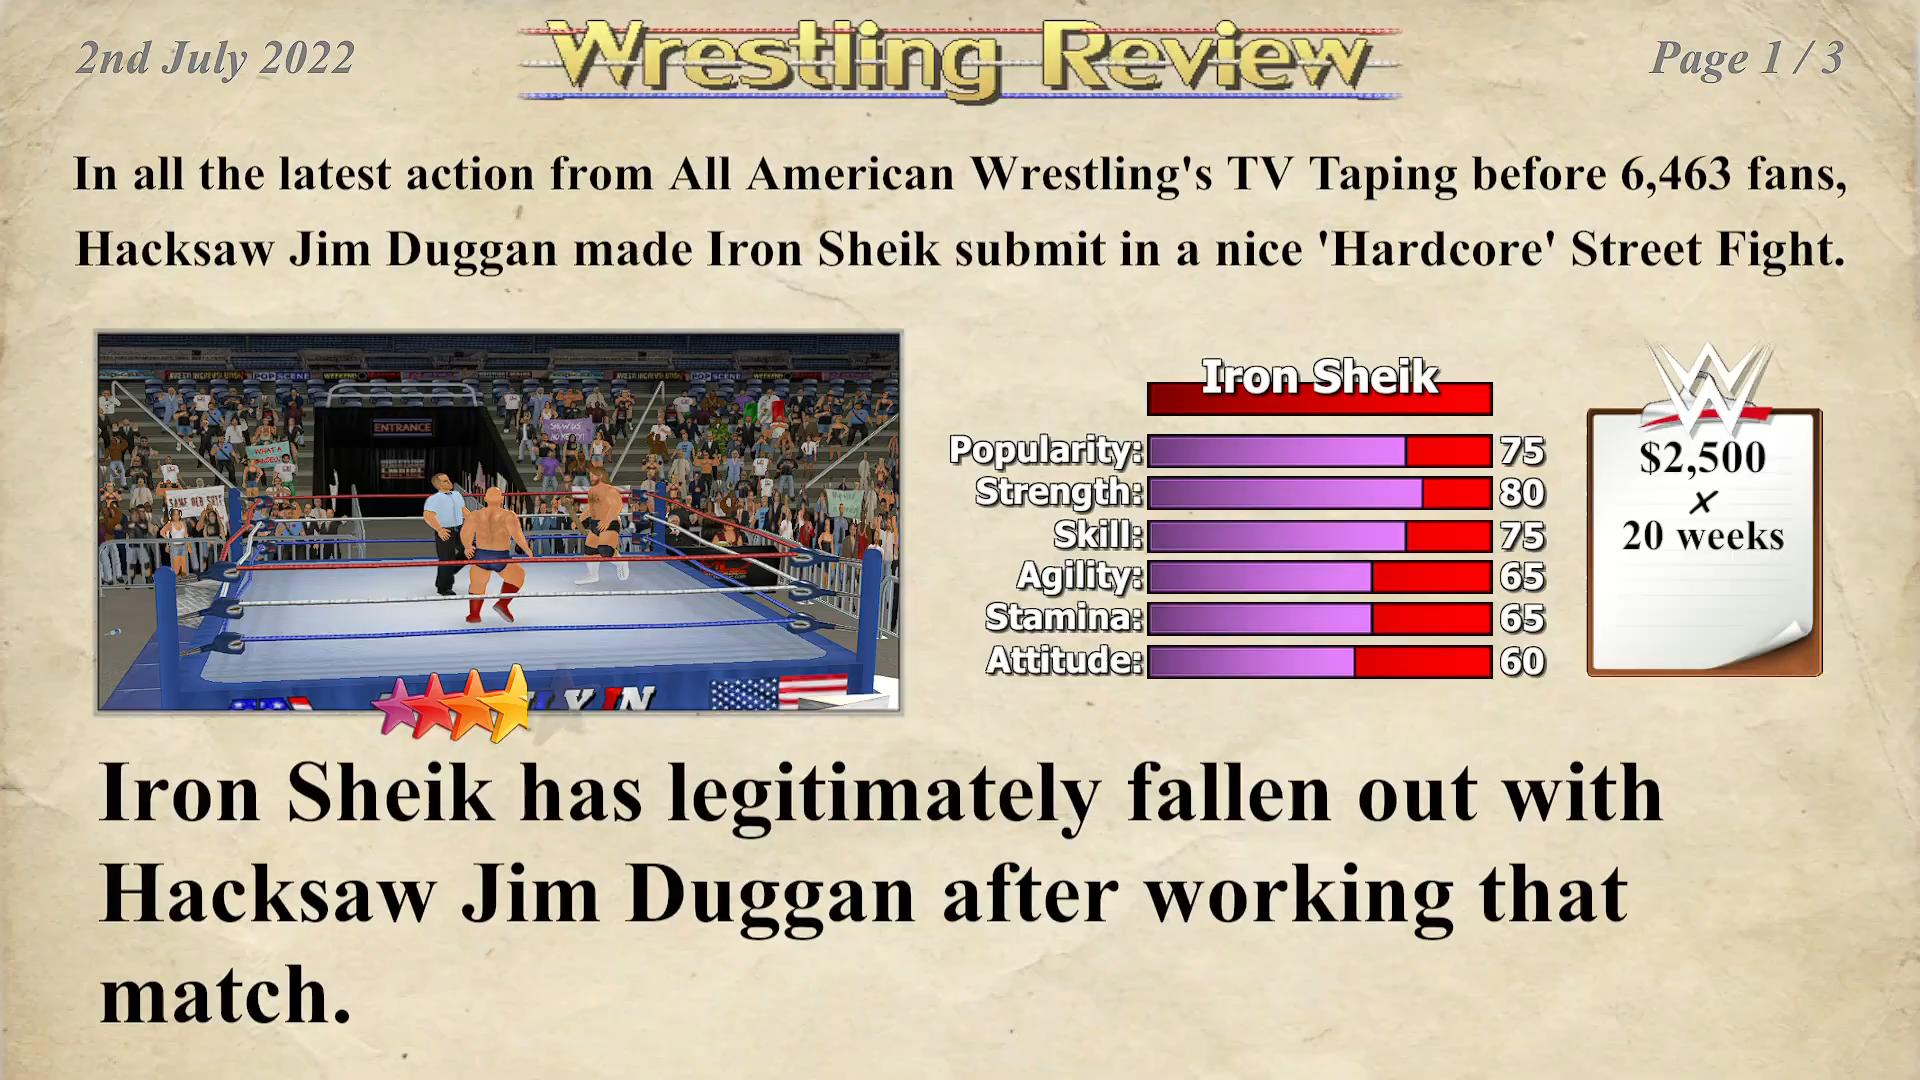 2nd July 2022
Wrestling Review
Page 1 / 3
In all the latest action from All American Wrestling's TV Taping before 6,463 fans,
Hacksaw Jim Duggan made Iron Sheik submit in a nice 'Hardcore' Street Fight.
ENTRANCE
Iron Sheik
Popularity: 75
Strength: 80
Skill: 75
Agility: 65
Stamina: 65
Attitude: 60
$2,500
x
20 weeks
Iron Sheik has legitimately fallen out with
Hacksaw Jim Duggan after working that
match.